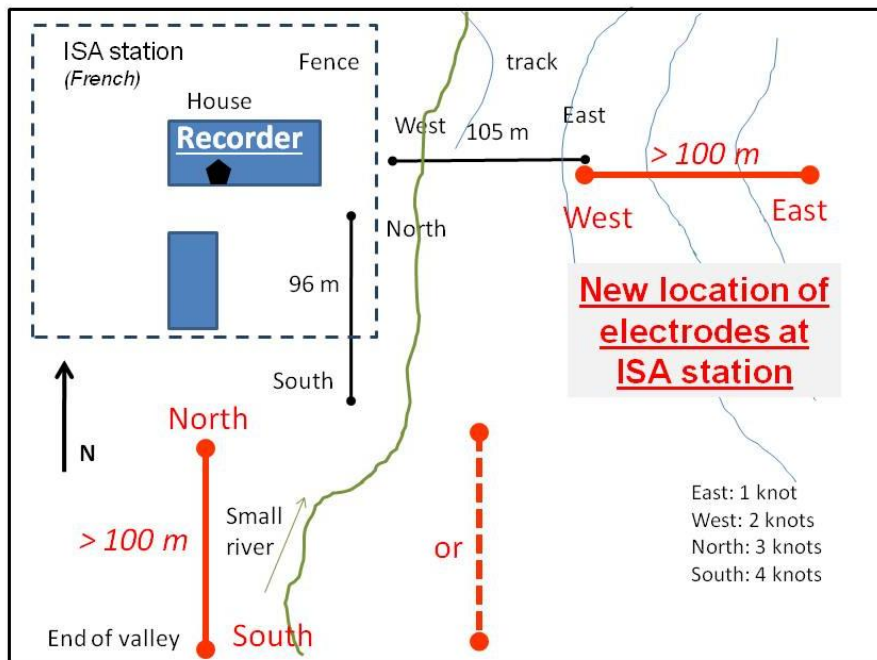 ISA station
(French)
Fence
track
House
Recorder
West
105 m
East
> 100 m
West
East
North
96 m
South
New location of
electrodes at
ISA station
North
N
> 100 m
Small
river
or
End of valley
South
East: 1 knot
West: 2 knots
North: 3 knots
South: 4 knots